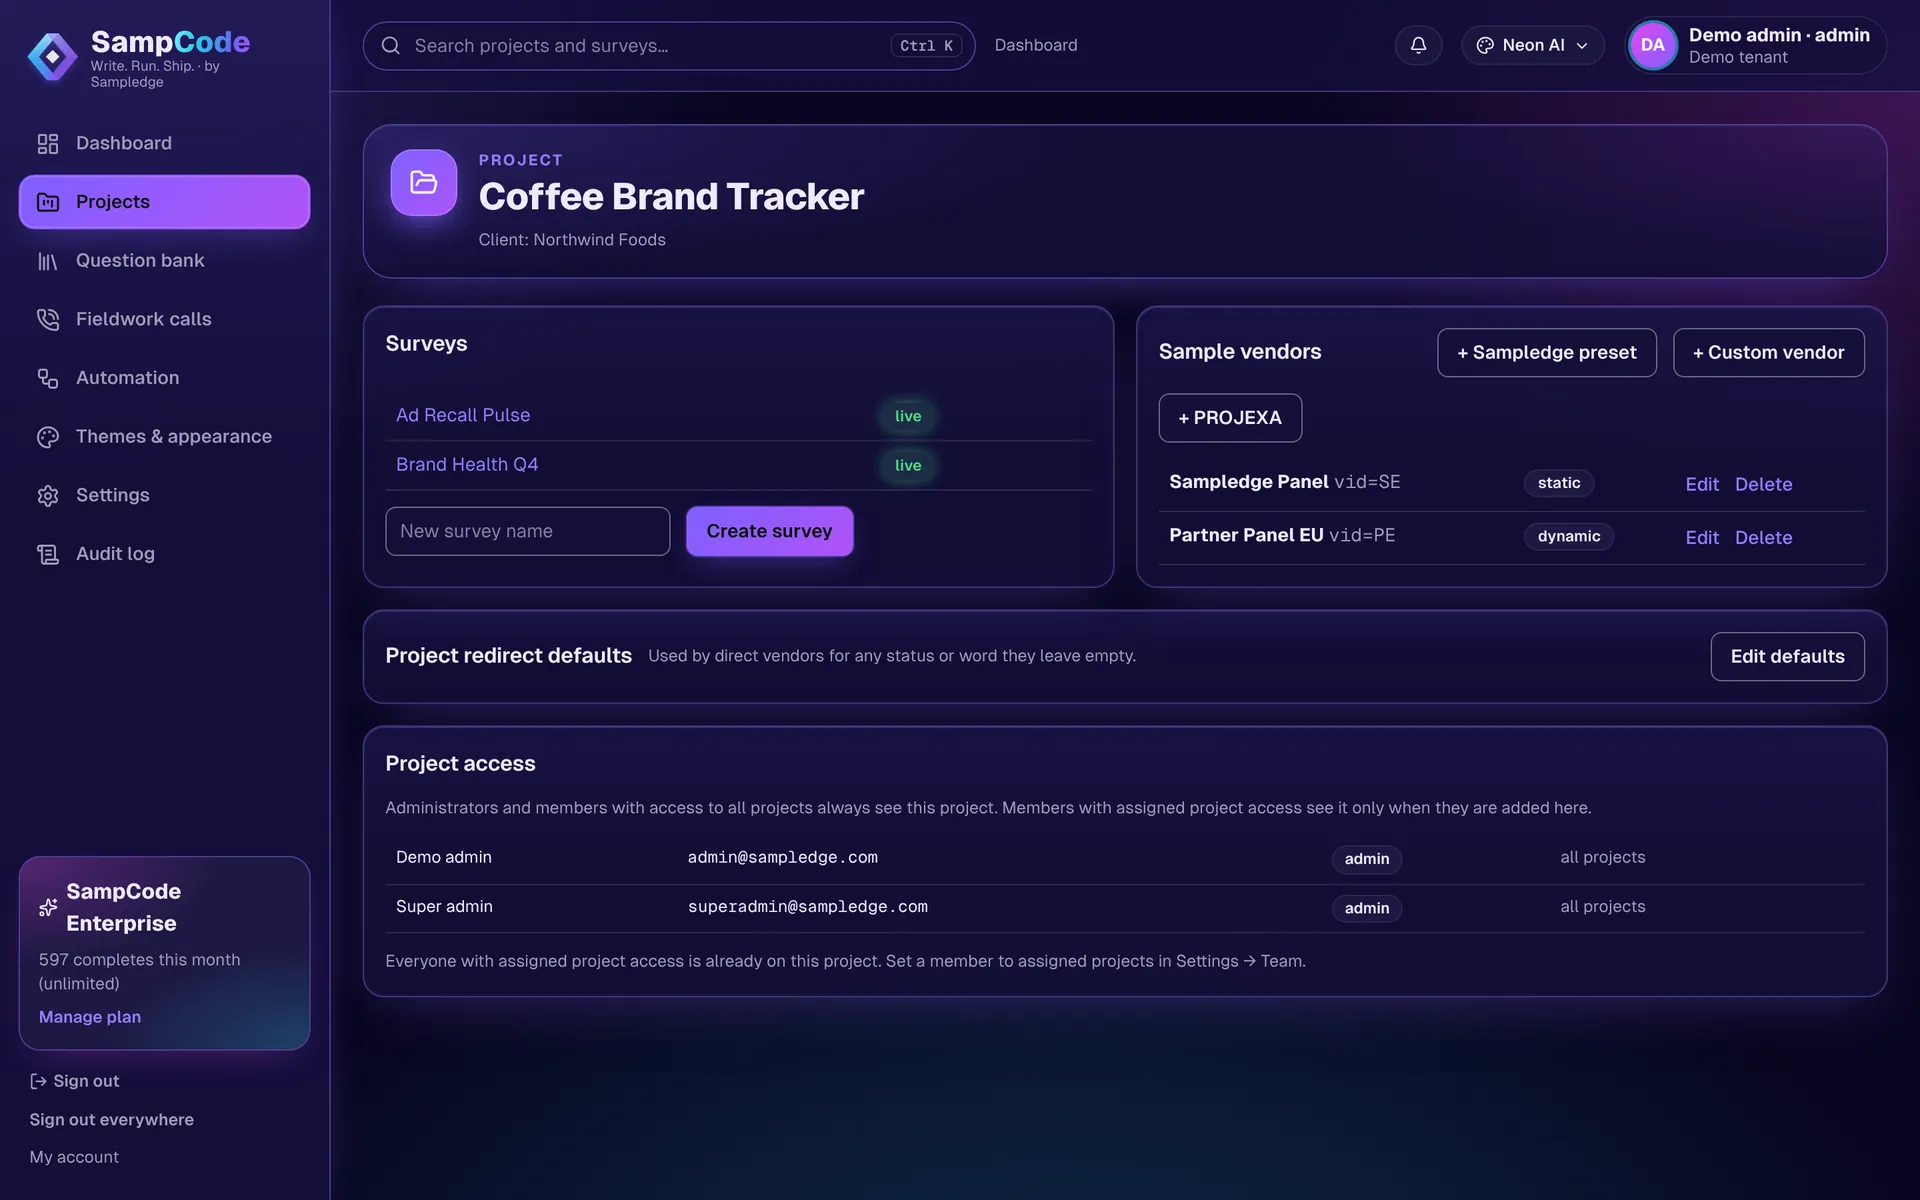 SampCode
Write. Run. Ship. · by
Sampledge
Search projects and surveys...
Ctrl K
Dashboard
Neon AI
DA
Demo admin · admin
Demo tenant
Dashboard
Projects
Question bank
Fieldwork calls
Automation
Themes & appearance
Settings
Audit log
SampCode
Enterprise
597 completes this month
(unlimited)
Manage plan
Sign out
Sign out everywhere
My account
PROJECT
Coffee Brand Tracker
Client: Northwind Foods
Surveys
Ad Recall Pulse live
Brand Health Q4 live
New survey name
Create survey
Sample vendors
+ Sampledge preset
+ Custom vendor
+ PROJEXA
Sampledge Panel vid=SE static Edit Delete
Partner Panel EU vid=PE dynamic Edit Delete
Project redirect defaults Used by direct vendors for any status or word they leave empty.
Edit defaults
Project access
Administrators and members with access to all projects always see this project. Members with assigned project access see it only when they are added here.
Demo admin admin@sampledge.com admin all projects
Super admin superadmin@sampledge.com admin all projects
Everyone with assigned project access is already on this project. Set a member to assigned projects in Settings → Team.